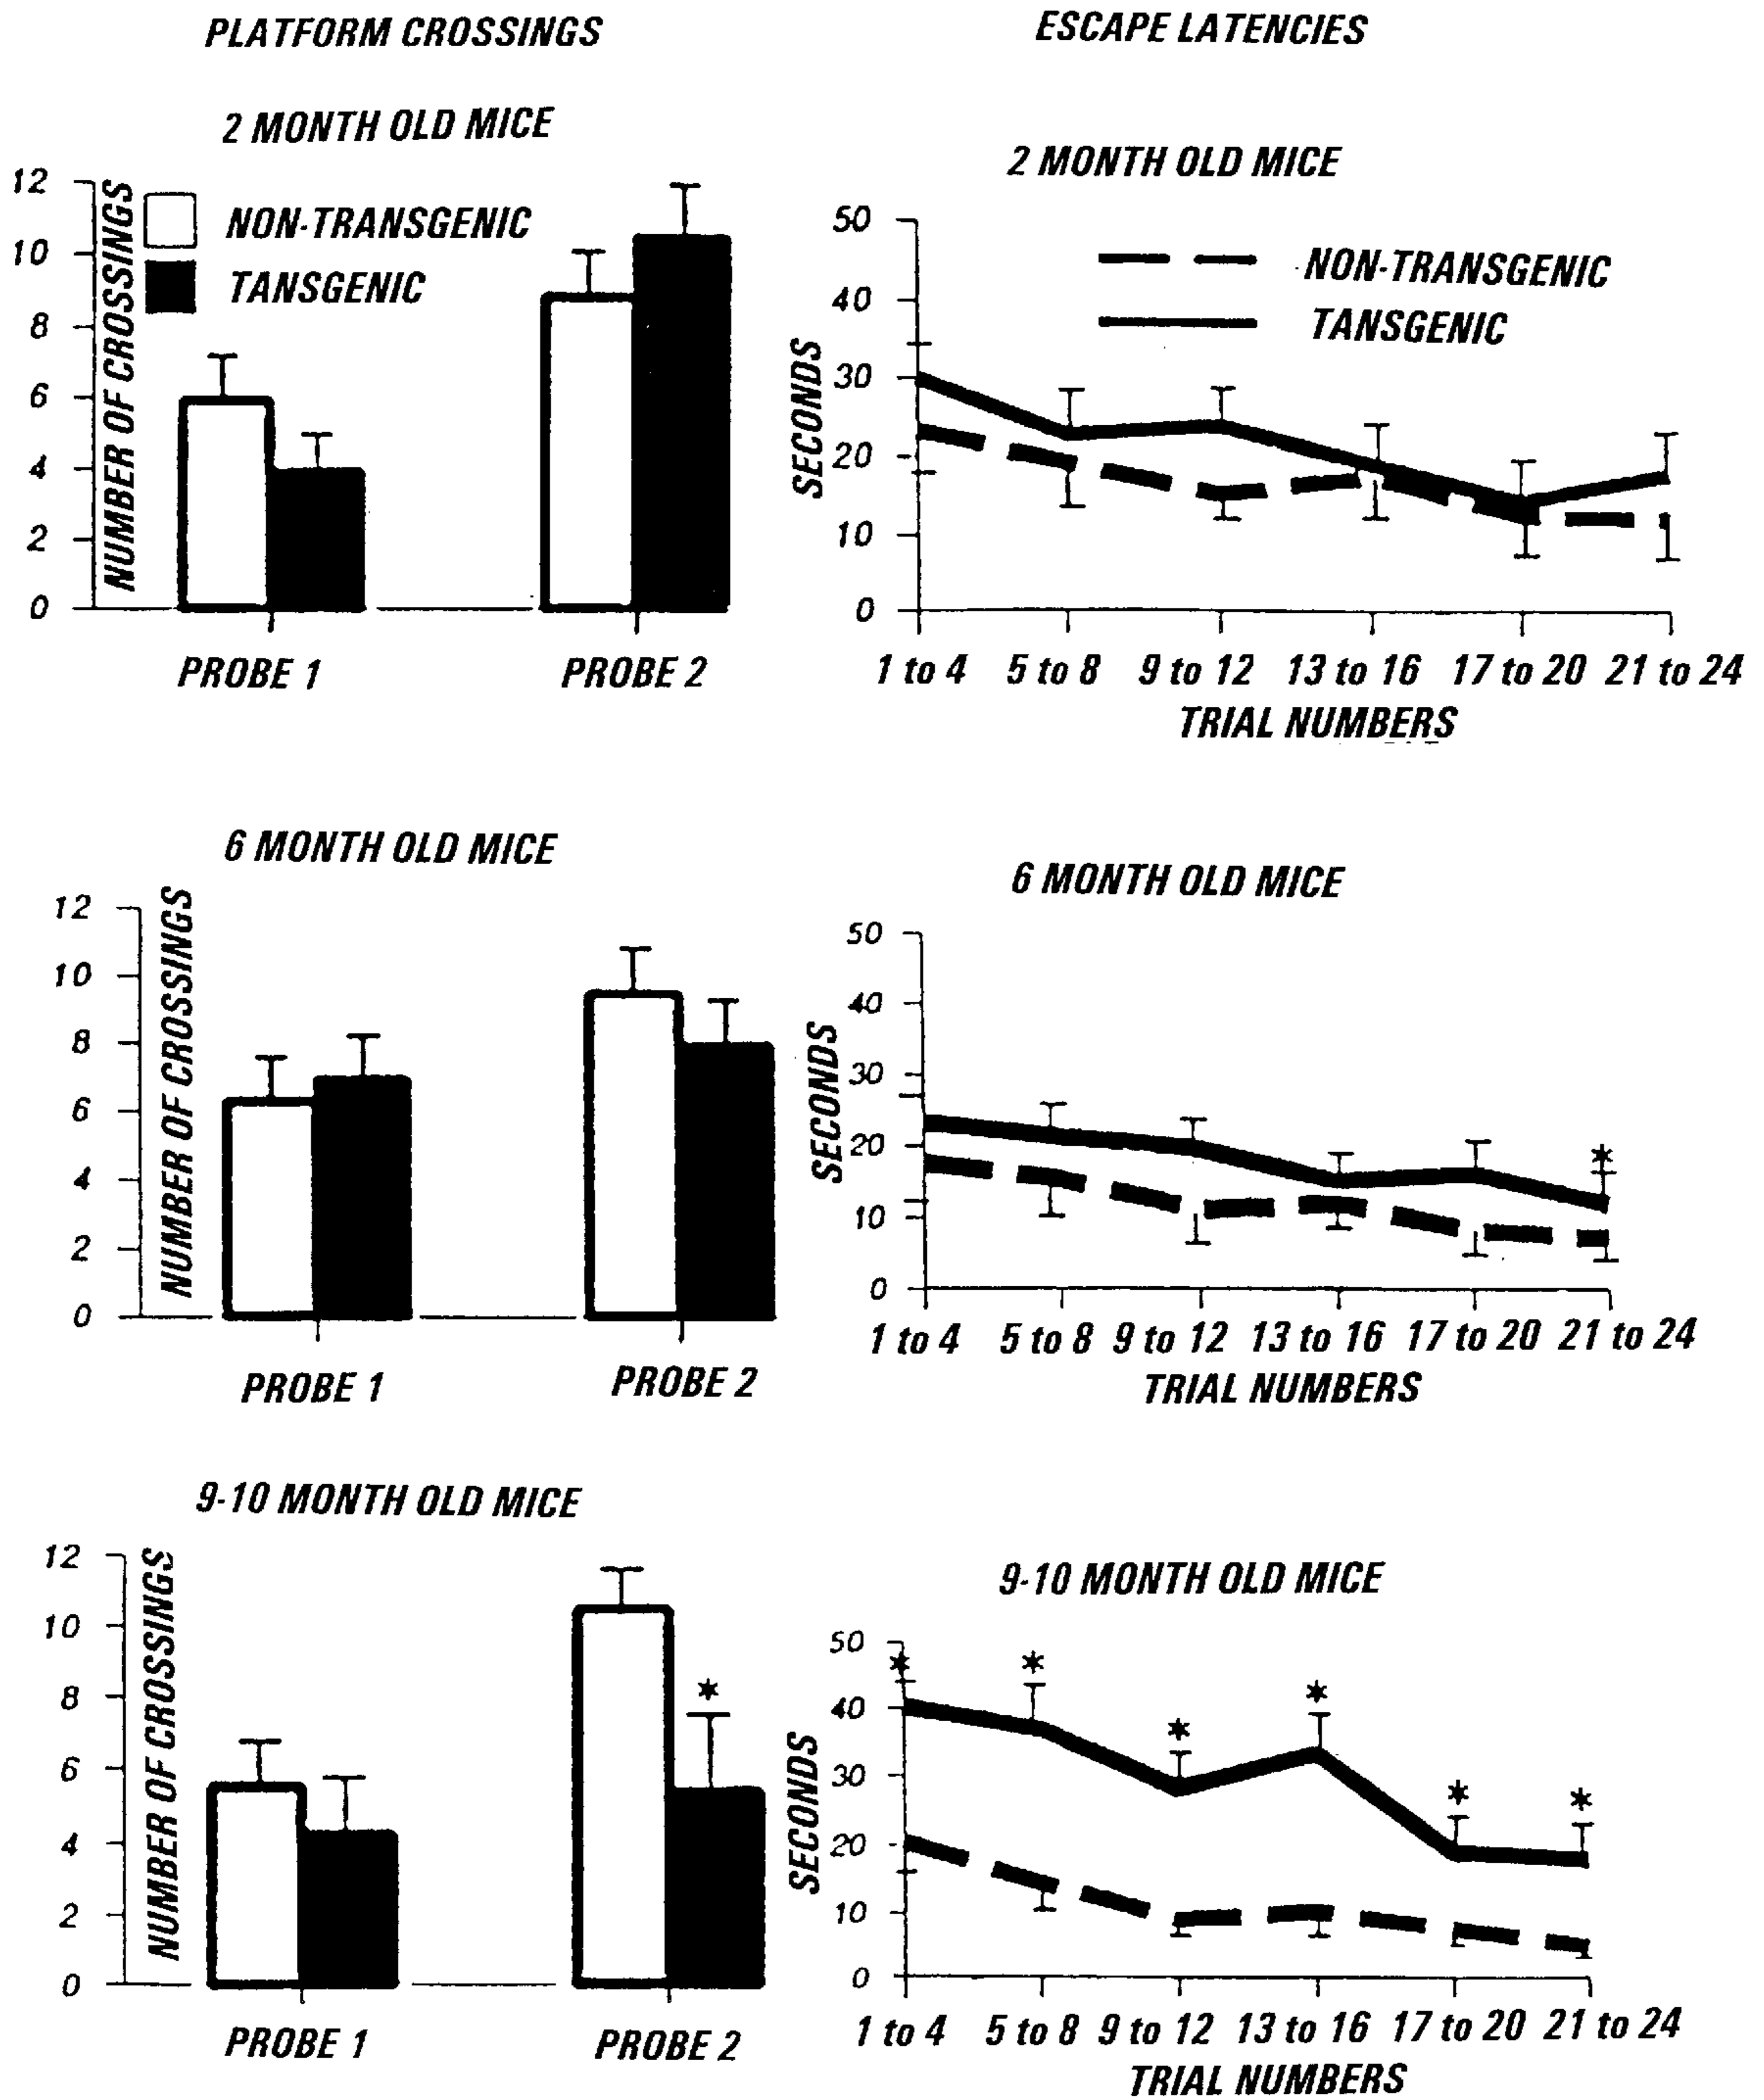 PLATFORM CROSSINGS
2 MONTH OLD MICE
NUMBER OF CROSSINGS
12
10
8
6
4
2
0
NON-TRANSGENIC
TANSGENIC
PROBE 1 PROBE 2
ESCAPE LATENCIES
2 MONTH OLD MICE
SECONDS
50
40
30
20
10
0
NON-TRANSGENIC
TANSGENIC
1 to 4 5 to 8 9 to 12 13 to 16 17 to 20 21 to 24
TRIAL NUMBERS
6 MONTH OLD MICE
NUMBER OF CROSSINGS
12
10
8
6
4
2
0
PROBE 1 PROBE 2
6 MONTH OLD MICE
SECONDS
50
40
30
20
10
0
*
1 to 4 5 to 8 9 to 12 13 to 16 17 to 20 21 to 24
TRIAL NUMBERS
9-10 MONTH OLD MICE
NUMBER OF CROSSINGS
12
10
8
6
4
2
0
*
PROBE 1 PROBE 2
9-10 MONTH OLD MICE
SECONDS
50
40
30
20
10
0
* * * * * *
1 to 4 5 to 8 9 to 12 13 to 16 17 to 20 21 to 24
TRIAL NUMBERS